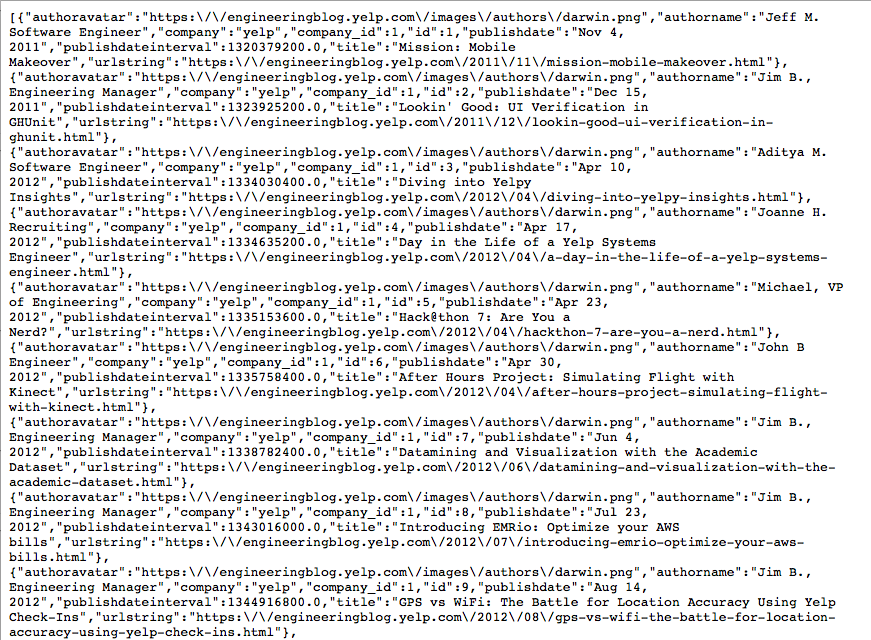 [{"authoravatar":"https:\/\/engineeringblog.yelp.com\/images\/authors\/darwin.png","authorname":"Jeff M.
Software Engineer","company":"yelp","company_id":1,"id":1,"publishdate":"Nov 4,
2011","publishdateinterval":1320379200.0,"title":"Mission: Mobile
Makeover","urlstring":"https:\/\/engineeringblog.yelp.com\/2011\/11\/mission-mobile-makeover.html"},
{"authoravatar":"https:\/\/engineeringblog.yelp.com\/images\/authors\/darwin.png","authorname":"Jim B.,
Engineering Manager","company":"yelp","company_id":1,"id":2,"publishdate":"Dec 15,
2011","publishdateinterval":1323925200.0,"title":"Lookin' Good: UI Verification in
GHUnit","urlstring":"https:\/\/engineeringblog.yelp.com\/2011\/12\/lookin-good-ui-verification-in-
ghunit.html"},
{"authoravatar":"https:\/\/engineeringblog.yelp.com\/images\/authors\/darwin.png","authorname":"Aditya M.
Software Engineer","company":"yelp","company_id":1,"id":3,"publishdate":"Apr 10,
2012","publishdateinterval":1334030400.0,"title":"Diving into Yelpy
Insights","urlstring":"https:\/\/engineeringblog.yelp.com\/2012\/04\/diving-into-yelpy-insights.html"},
{"authoravatar":"https:\/\/engineeringblog.yelp.com\/images\/authors\/darwin.png","authorname":"Joanne H.
Recruiting","company":"yelp","company_id":1,"id":4,"publishdate":"Apr 17,
2012","publishdateinterval":1334635200.0,"title":"Day in the Life of a Yelp Systems
Engineer","urlstring":"https:\/\/engineeringblog.yelp.com\/2012\/04\/a-day-in-the-life-of-a-yelp-systems-
engineer.html"},
{"authoravatar":"https:\/\/engineeringblog.yelp.com\/images\/authors\/darwin.png","authorname":"Michael, VP
of Engineering","company":"yelp","company_id":1,"id":5,"publishdate":"Apr 23,
2012","publishdateinterval":1335153600.0,"title":"Hack@thon 7: Are You a
Nerd?","urlstring":"https:\/\/engineeringblog.yelp.com\/2012\/04\/hackthon-7-are-you-a-nerd.html"},
{"authoravatar":"https:\/\/engineeringblog.yelp.com\/images\/authors\/darwin.png","authorname":"John B
Engineer","company":"yelp","company_id":1,"id":6,"publishdate":"Apr 30,
2012","publishdateinterval":1335758400.0,"title":"After Hours Project: Simulating Flight with
Kinect","urlstring":"https:\/\/engineeringblog.yelp.com\/2012\/04\/after-hours-project-simulating-flight-
with-kinect.html"},
{"authoravatar":"https:\/\/engineeringblog.yelp.com\/images\/authors\/darwin.png","authorname":"Jim B.,
Engineering Manager","company":"yelp","company_id":1,"id":7,"publishdate":"Jun 4,
2012","publishdateinterval":1338782400.0,"title":"Datamining and Visualization with the Academic
Dataset","urlstring":"https:\/\/engineeringblog.yelp.com\/2012\/06\/datamining-and-visualization-with-the-
academic-dataset.html"},
{"authoravatar":"https:\/\/engineeringblog.yelp.com\/images\/authors\/darwin.png","authorname":"Jim B.,
Engineering Manager","company":"yelp","company_id":1,"id":8,"publishdate":"Jul 23,
2012","publishdateinterval":1343016000.0,"title":"Introducing EMRio: Optimize your AWS
bills","urlstring":"https:\/\/engineeringblog.yelp.com\/2012\/07\/introducing-emrio-optimize-your-aws-
bills.html"},
{"authoravatar":"https:\/\/engineeringblog.yelp.com\/images\/authors\/darwin.png","authorname":"Jim B.,
Engineering Manager","company":"yelp","company_id":1,"id":9,"publishdate":"Aug 14,
2012","publishdateinterval":1344916800.0,"title":"GPS vs WiFi: The Battle for Location Accuracy Using Yelp
Check-Ins","urlstring":"https:\/\/engineeringblog.yelp.com\/2012\/08\/gps-vs-wifi-the-battle-for-location-
accuracy-using-yelp-check-ins.html"},